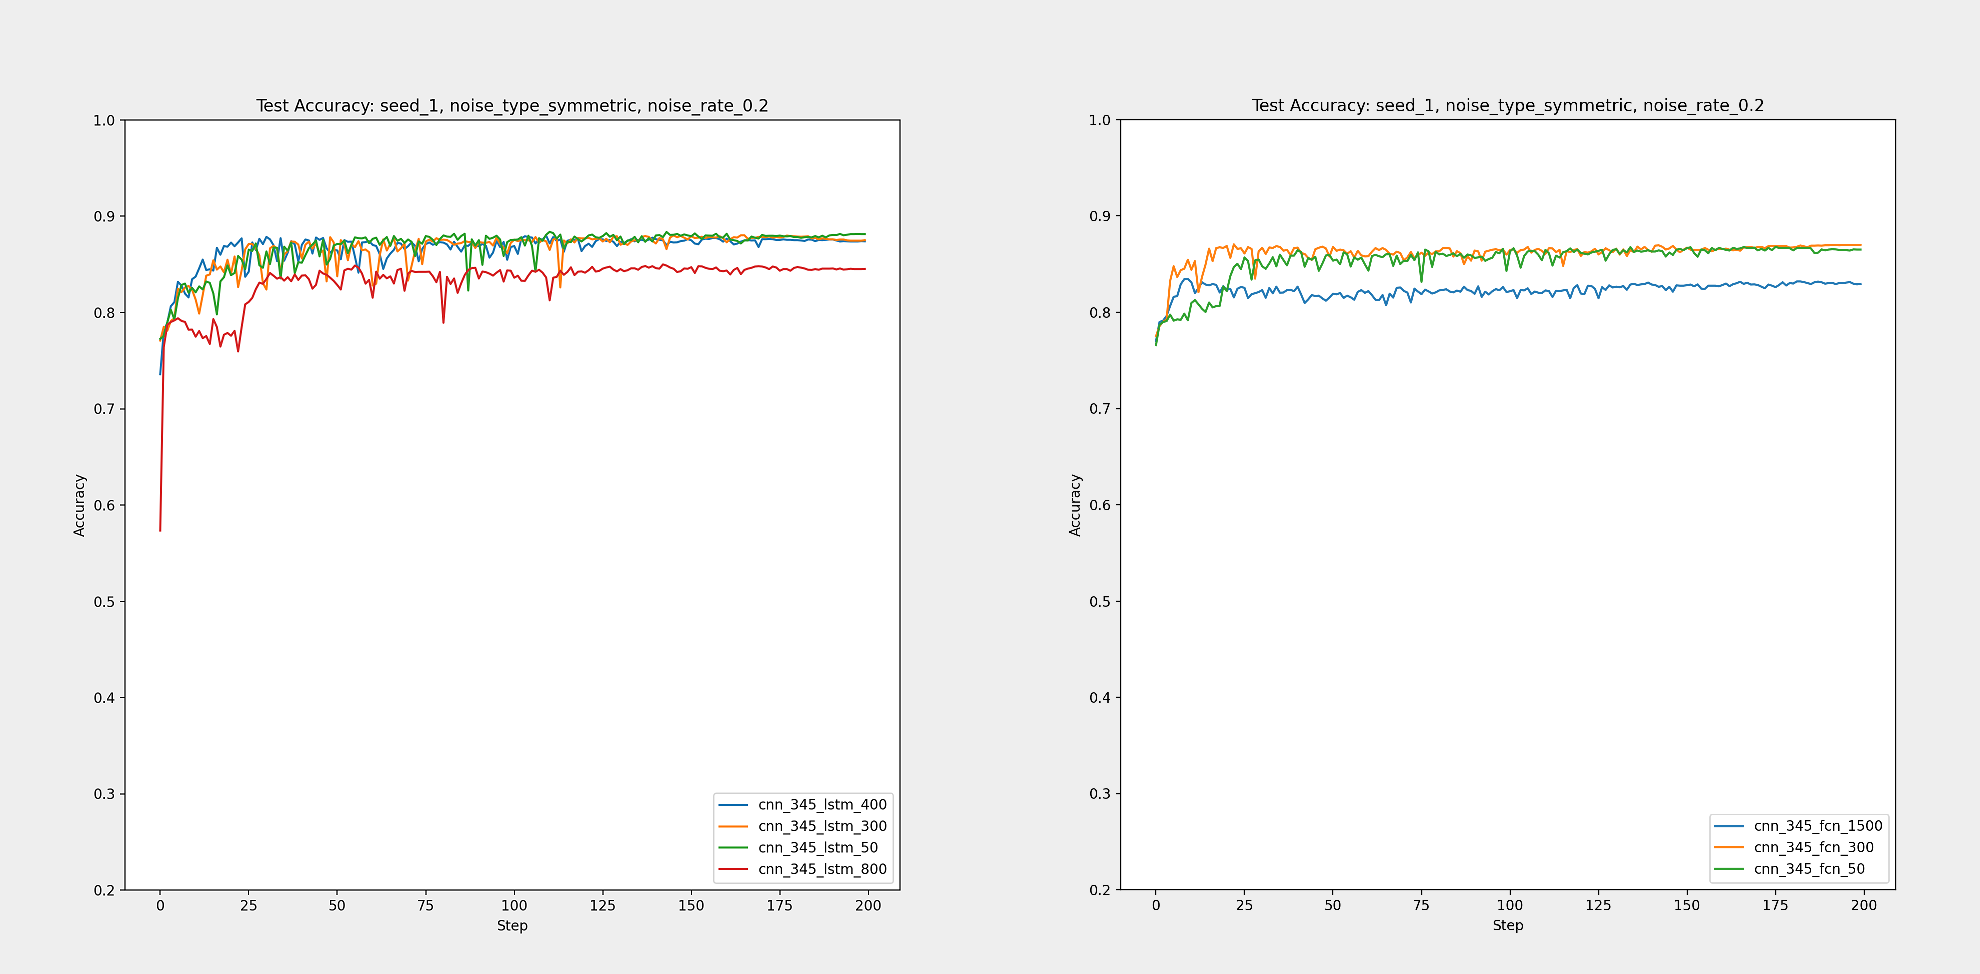 Test Accuracy: seed_1, noise_type_symmetric, noise_rate_0.2
1.0
0.9
0.8
0.7
0.6
0.5
0.4
0.3
0.2
Accuracy
0 25 50 75 100 125 150 175 200
Step
cnn_345_lstm_400
cnn_345_lstm_300
cnn_345_lstm_50
cnn_345_lstm_800
Test Accuracy: seed_1, noise_type_symmetric, noise_rate_0.2
1.0
0.9
0.8
0.7
0.6
0.5
0.4
0.3
0.2
Accuracy
0 25 50 75 100 125 150 175 200
Step
cnn_345_fcn_1500
cnn_345_fcn_300
cnn_345_fcn_50